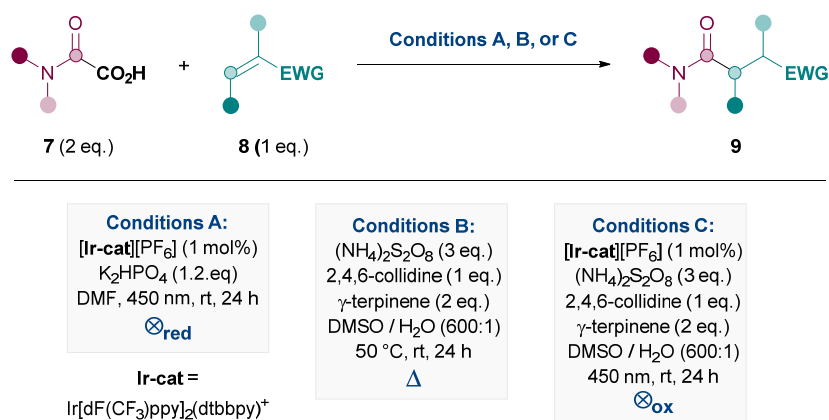 O
N
CO₂H
+
EWG
Conditions A, B, or C
O
N
EWG
7 (2 eq.)
8 (1 eq.)
9
Conditions A:
[Ir-cat][PF₆] (1 mol%)
K₂HPO₄ (1.2.eq)
DMF, 450 nm, rt, 24 h
⊗red
Ir-cat =
Ir[dF(CF₃)ppy]₂(dtbbpy)⁺
Conditions B:
(NH₄)₂S₂O₈ (3 eq.)
2,4,6-collidine (1 eq.)
γ-terpinene (2 eq.)
DMSO / H₂O (600:1)
50 °C, rt, 24 h
Δ
Conditions C:
[Ir-cat][PF₆] (1 mol%)
(NH₄)₂S₂O₈ (3 eq.)
2,4,6-collidine (1 eq.)
γ-terpinene (2 eq.)
DMSO / H₂O (600:1)
450 nm, rt, 24 h
⊗ox